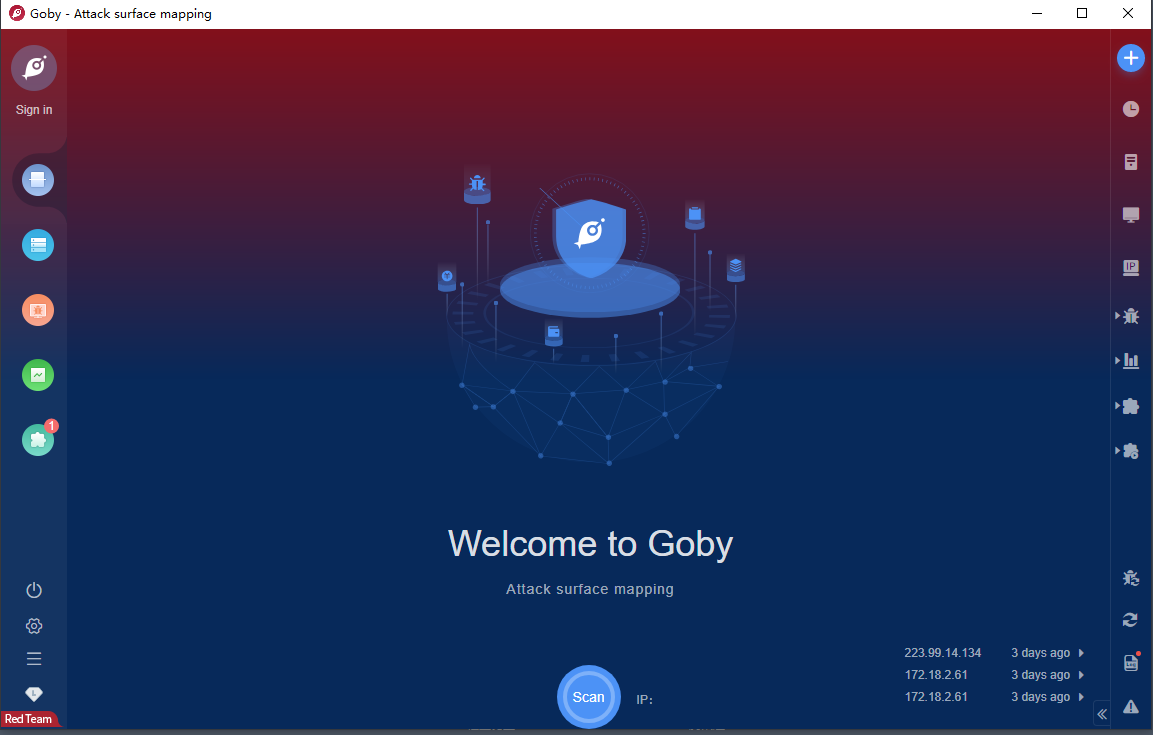 Goby - Attack surface mapping
Sign in
1
IP
Welcome to Goby
Attack surface mapping
223.99.14.134 3 days ago
172.18.2.61 3 days ago
172.18.2.61 3 days ago
Scan IP:
L
Red Team